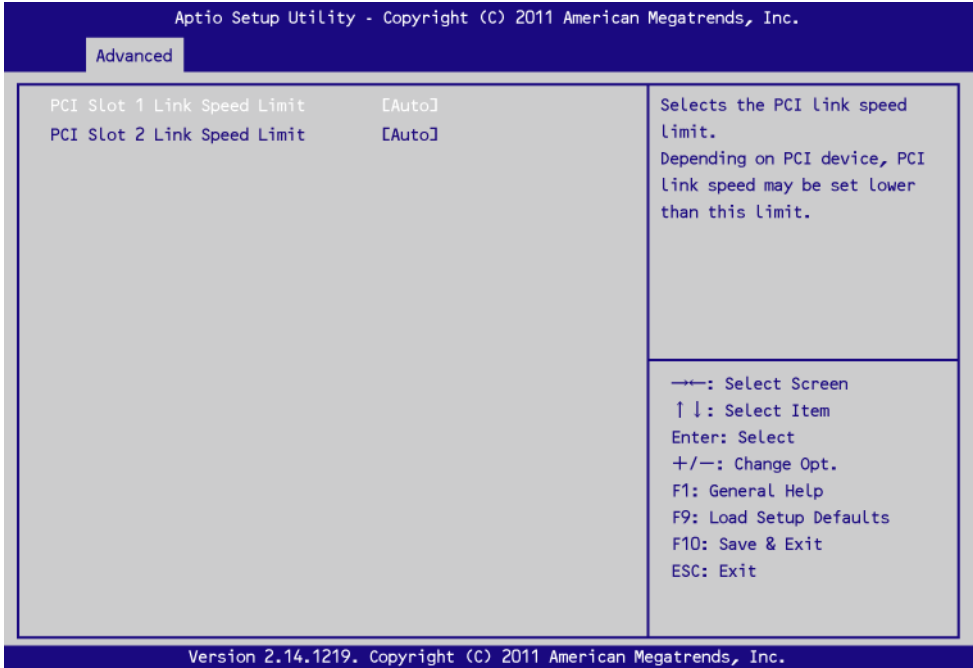 Aptio Setup Utility - Copyright (C) 2011 American Megatrends, Inc.
Advanced
PCI Slot 1 Link Speed Limit [Auto]
PCI Slot 2 Link Speed Limit [Auto]
Selects the PCI link speed
limit.
Depending on PCI device, PCI
link speed may be set lower
than this limit.
→←: Select Screen
↑↓: Select Item
Enter: Select
+/-: Change Opt.
F1: General Help
F9: Load Setup Defaults
F10: Save & Exit
ESC: Exit
Version 2.14.1219. Copyright (C) 2011 American Megatrends, Inc.